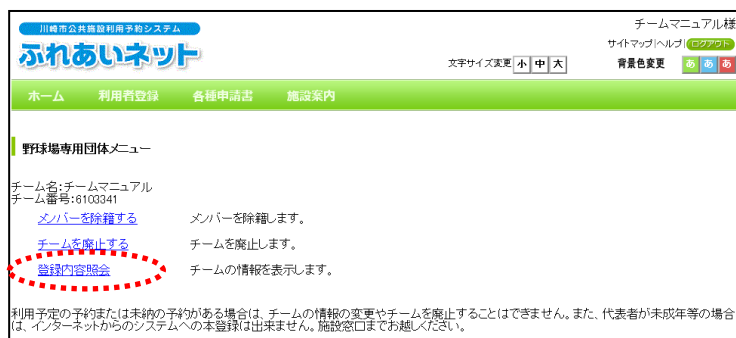 川崎市公共施設利用予約システム
ふれあいネット
チームマニュアル様
サイトマップ|ヘルプ|ログアウト
文字サイズ変更 小 中 大 背景色変更 あ あ あ
ホーム 利用者登録 各種申請書 施設案内
野球場専用団体メニュー
チーム名:チームマニュアル
チーム番号:6103341
メンバーを除籍する メンバーを除籍します。
チームを廃止する チームを廃止します。
登録内容照会 チームの情報を表示します。
利用予定の予約または未納の予約がある場合は、チームの情報の変更やチームを廃止することはできません。また、代表者が未成年等の場合
は、インターネットからのシステムへの本登録は出来ません。施設窓口までお越しください。